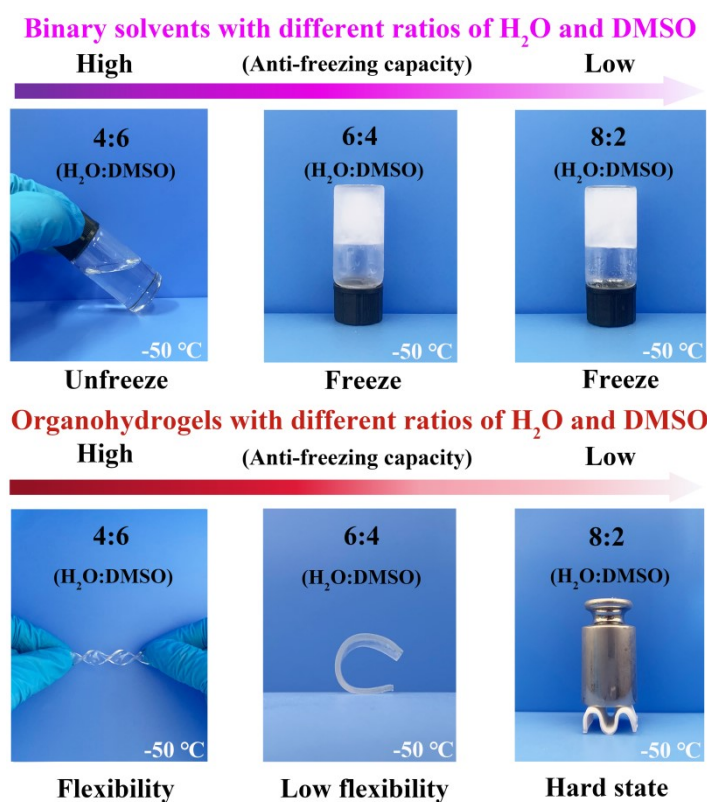 Binary solvents with different ratios of H₂O and DMSO
High (Anti-freezing capacity) Low
4:6 6:4 8:2
(H₂O:DMSO) (H₂O:DMSO) (H₂O:DMSO)
-50 °C -50 °C -50 °C
Unfreeze Freeze Freeze
Organohydrogels with different ratios of H₂O and DMSO
High (Anti-freezing capacity) Low
4:6 6:4 8:2
(H₂O:DMSO) (H₂O:DMSO) (H₂O:DMSO)
-50 °C -50 °C -50 °C
Flexibility Low flexibility Hard state